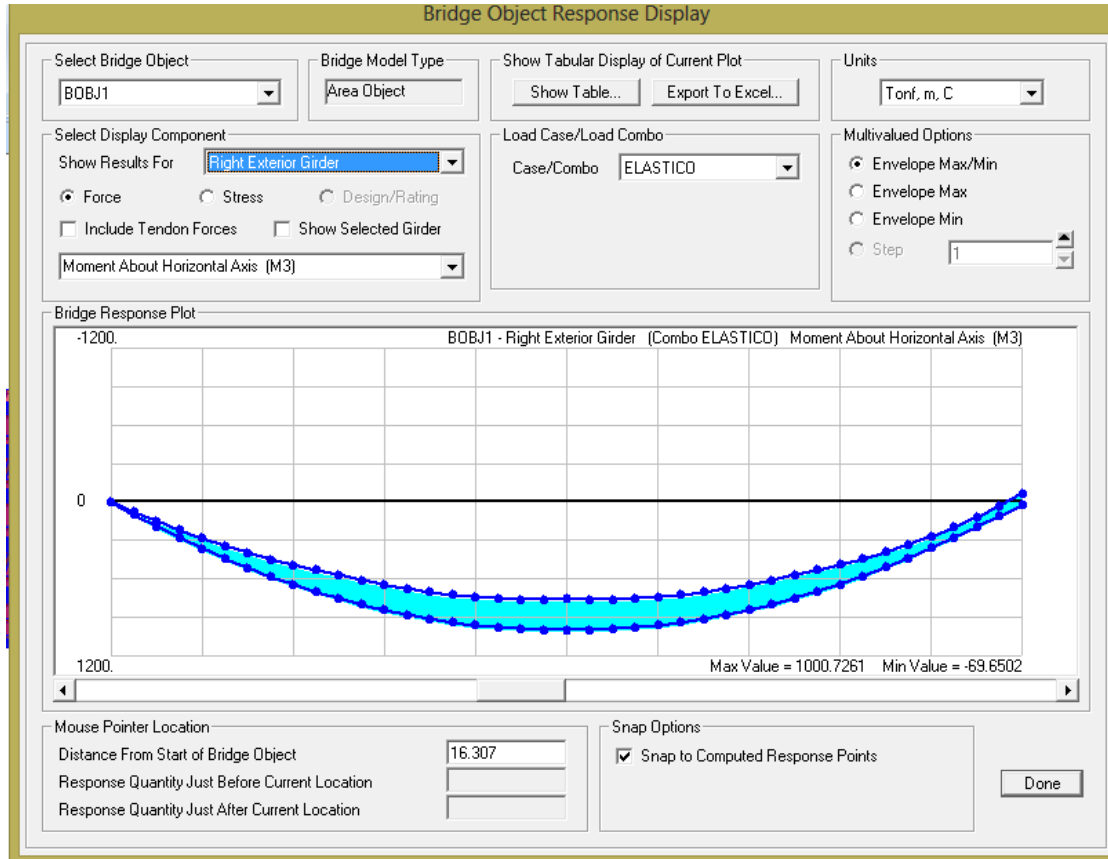 Bridge Object Response Display
Select Bridge Object
BOBJ1
Bridge Model Type
Area Object
Show Tabular Display of Current Plot
Show Table...
Export To Excel...
Units
Tonf, m, C
Select Display Component
Show Results For
Right Exterior Girder
Force
Stress
Design/Rating
Include Tendon Forces
Show Selected Girder
Moment About Horizontal Axis (M3)
Load Case/Load Combo
Case/Combo
ELASTICO
Multivalued Options
Envelope Max/Min
Envelope Max
Envelope Min
Step
1
Bridge Response Plot
-1200.
BOBJ1 - Right Exterior Girder (Combo ELASTICO) Moment About Horizontal Axis (M3)
0
1200.
Max Value = 1000.7261 Min Value = -69.6502
Mouse Pointer Location
Distance From Start of Bridge Object
16.307
Response Quantity Just Before Current Location
Response Quantity Just After Current Location
Snap Options
Snap to Computed Response Points
Done